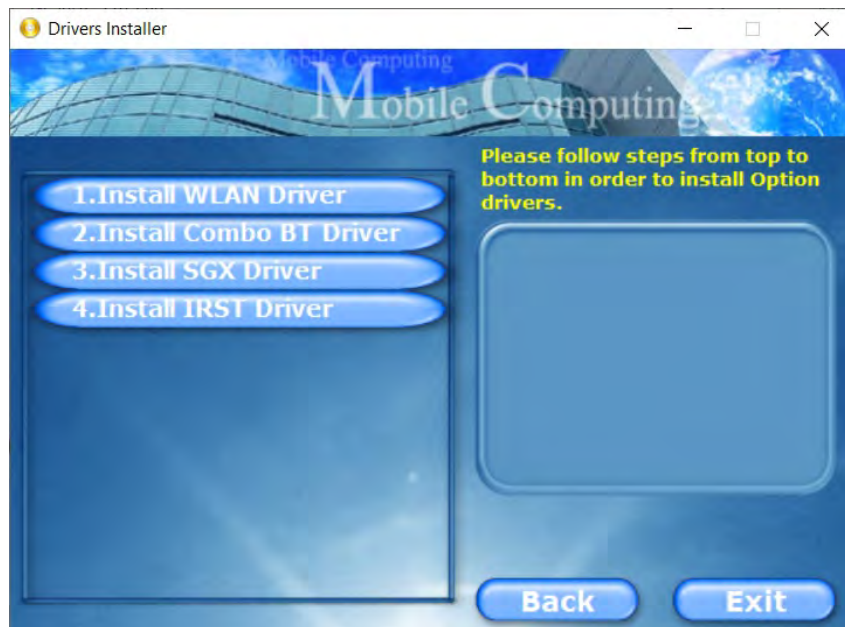 Drivers Installer
Mobile Computing
Mobile Computing
Please follow steps from top to
bottom in order to install Option
drivers.
1.Install WLAN Driver
2.Install Combo BT Driver
3.Install SGX Driver
4.Install IRST Driver
Back
Exit